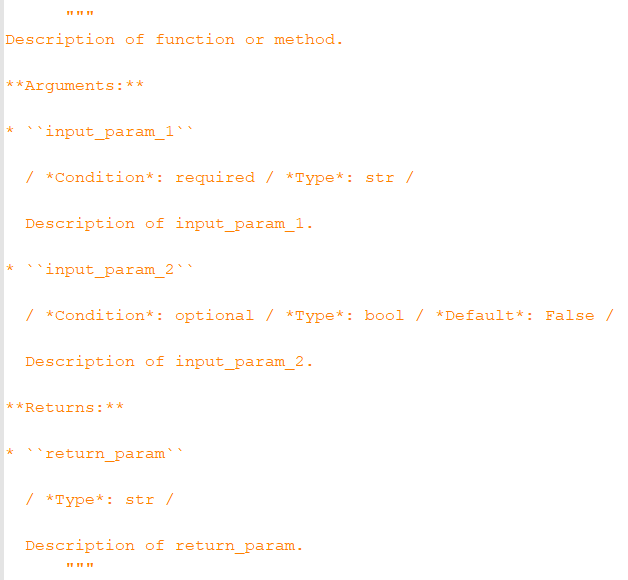 """
Description of function or method.
**Arguments:**
* ``input_param_1``
/ *Condition*: required / *Type*: str /
Description of input_param_1.
* ``input_param_2``
/ *Condition*: optional / *Type*: bool / *Default*: False /
Description of input_param_2.
**Returns:**
* ``return_param``
/ *Type*: str /
Description of return_param.
"""